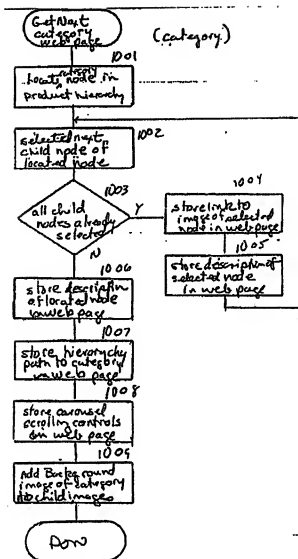 GetNext
category
web page
(category)
1001
category
Locate node in
product hierarchy
1002
selected next
child node of
located node
1003
all child
nodes already
selected
Y
N
1004
store link to
image of selected
node in web page
1005
store description of
selected node
in web page
1006
store description
of located node
in web page
1007
store hierarchy
path to category
in web page
1008
store carousel
scrolling controls
on web page
1009
Add Background
image of category
to child images
Done